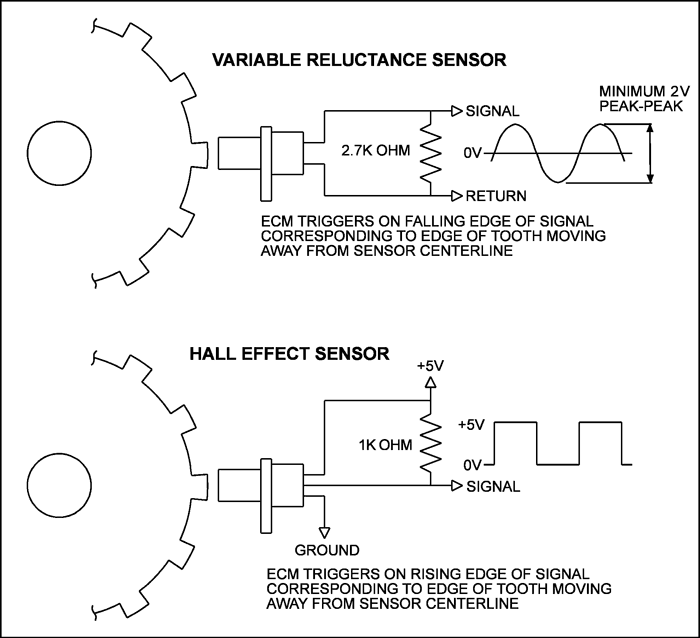 VARIABLE RELUCTANCE SENSOR
MINIMUM 2V
PEAK-PEAK
SIGNAL
2.7K OHM
0V
RETURN
ECM TRIGGERS ON FALLING EDGE OF SIGNAL
CORRESPONDING TO EDGE OF TOOTH MOVING
AWAY FROM SENSOR CENTERLINE
HALL EFFECT SENSOR
+5V
+5V
1K OHM
0V
SIGNAL
GROUND
ECM TRIGGERS ON RISING EDGE OF SIGNAL
CORRESPONDING TO EDGE OF TOOTH MOVING
AWAY FROM SENSOR CENTERLINE